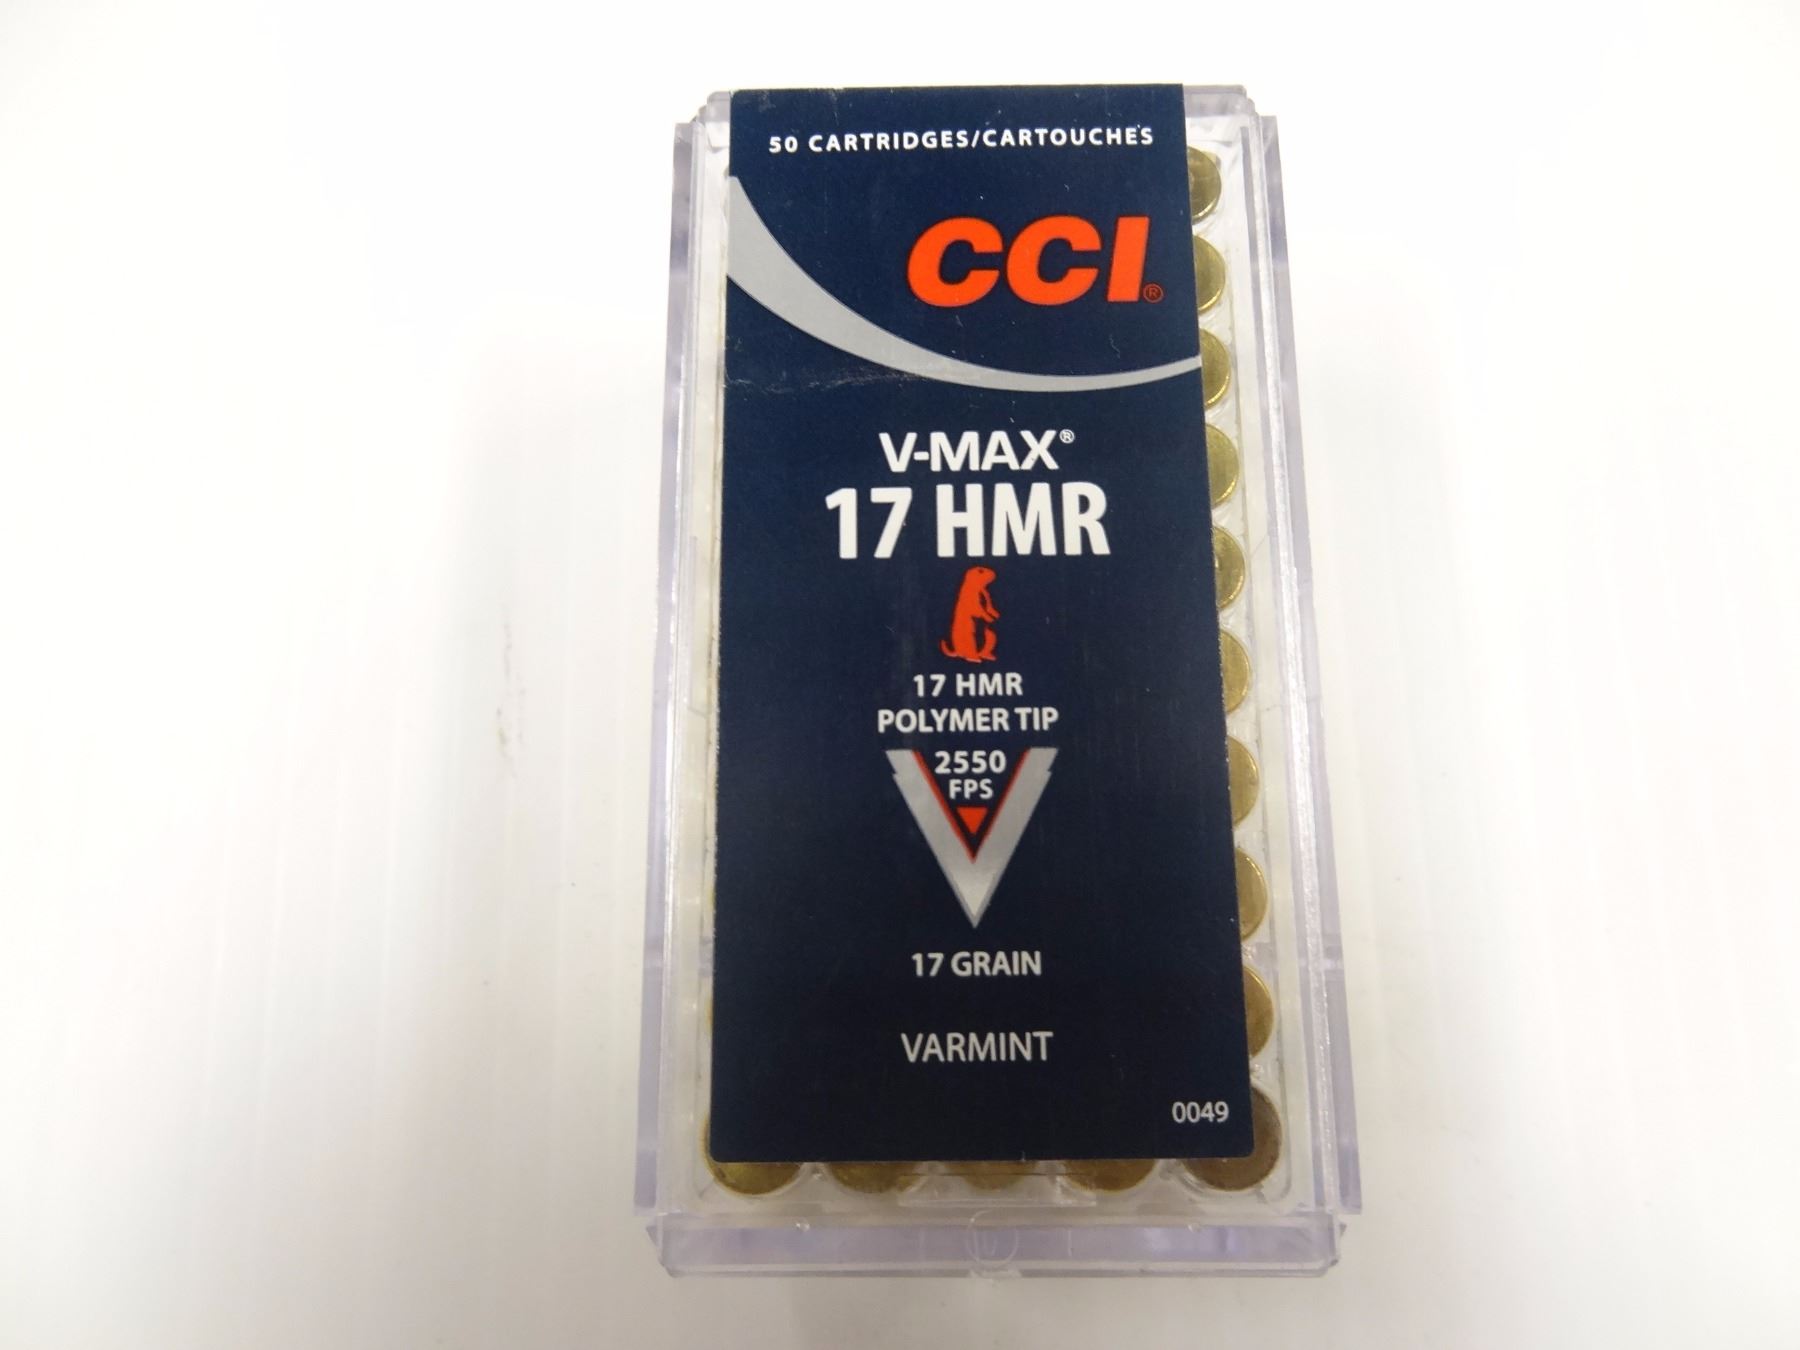 50 CARTRIDGES/CARTOUCHES
CCI®
V-MAX®
17 HMR
17 HMR
POLYMER TIP
2550
FPS
17 GRAIN
VARMINT
0049